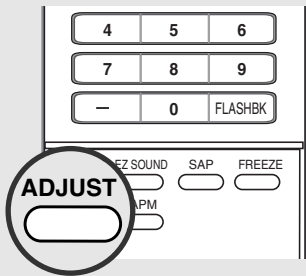 4 5 6
7 8 9
— 0 FLASHBK
EZ SOUND SAP FREEZE
ADJUST
APM